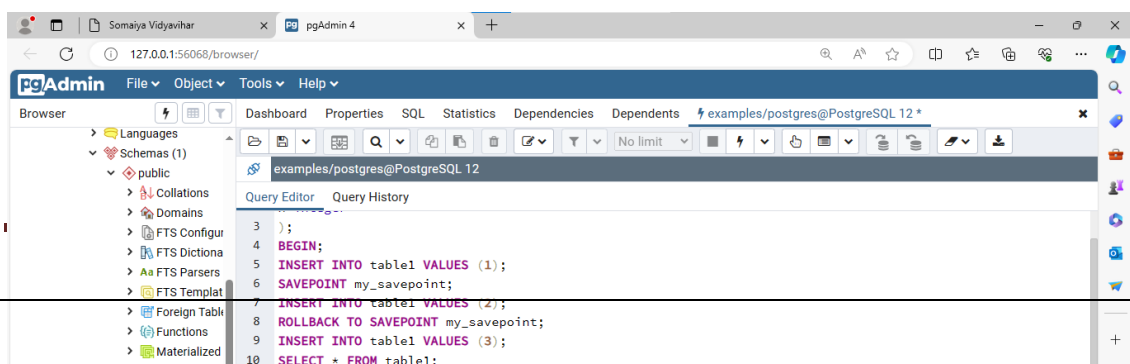 Somaiya Vidyavihar
pgAdmin 4
127.0.0.1:56068/browser/
pgAdmin File Object Tools Help
Browser
Dashboard Properties SQL Statistics Dependencies Dependents examples/postgres@PostgreSQL 12 *
Languages
No limit
Schemas (1)
public
examples/postgres@PostgreSQL 12
Collations
Query Editor Query History
Domains
FTS Configur
3 );
FTS Dictiona
4 BEGIN;
Aa FTS Parsers
5 INSERT INTO table1 VALUES (1);
FTS Templat
6 SAVEPOINT my_savepoint;
Foreign Table
7 INSERT INTO table1 VALUES (2);
Functions
8 ROLLBACK TO SAVEPOINT my_savepoint;
Materialized
9 INSERT INTO table1 VALUES (3);
10 SELECT * FROM table1;